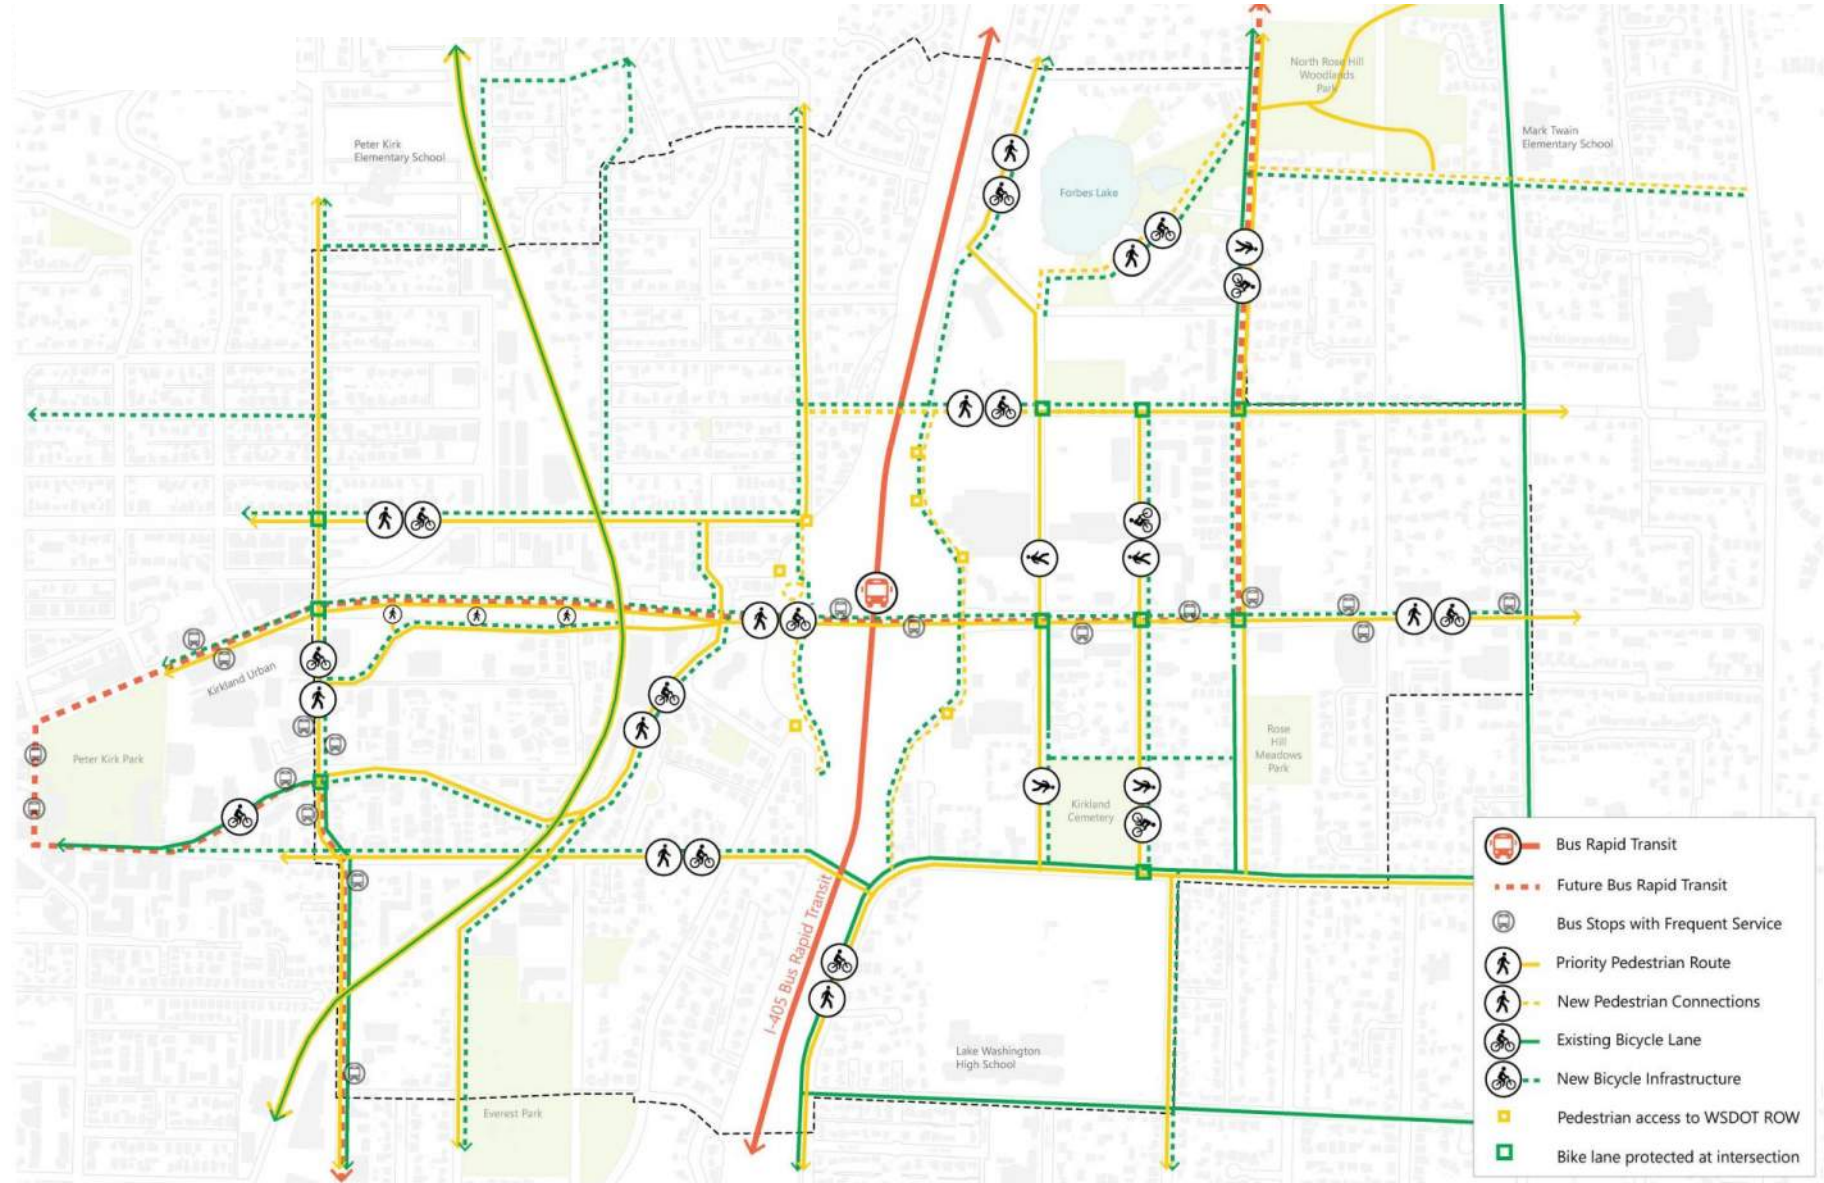 North Rose Hill
Woodlands
Park
Mark Twain
Elementary School
Peter Kirk
Elementary School
Forbes Lake
Kirkland Urban
Peter Kirk Park
Rose
Hill
Meadows
Park
Kirkland
Cemetery
I-405 Bus Rapid Transit
Lake Washington
High School
Everest Park
Bus Rapid Transit
Future Bus Rapid Transit
Bus Stops with Frequent Service
Priority Pedestrian Route
New Pedestrian Connections
Existing Bicycle Lane
New Bicycle Infrastructure
Pedestrian access to WSDOT ROW
Bike lane protected at intersection